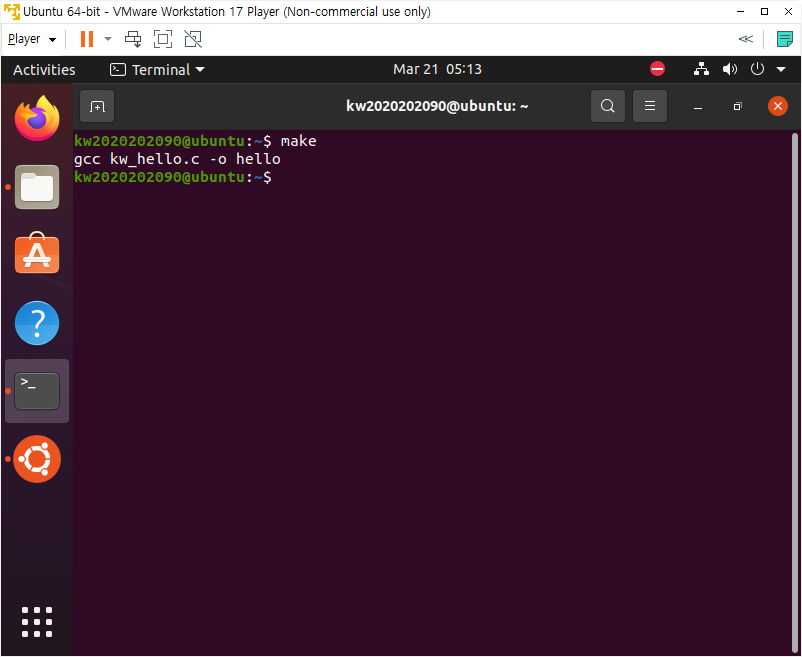 Ubuntu 64-bit - VMware Workstation 17 Player (Non-commercial use only)
Player
Activities
Terminal
Mar 21 05:13
kw2020202090@ubuntu: ~
kw2020202090@ubuntu:~$ make
gcc kw_hello.c -o hello
kw2020202090@ubuntu:~$